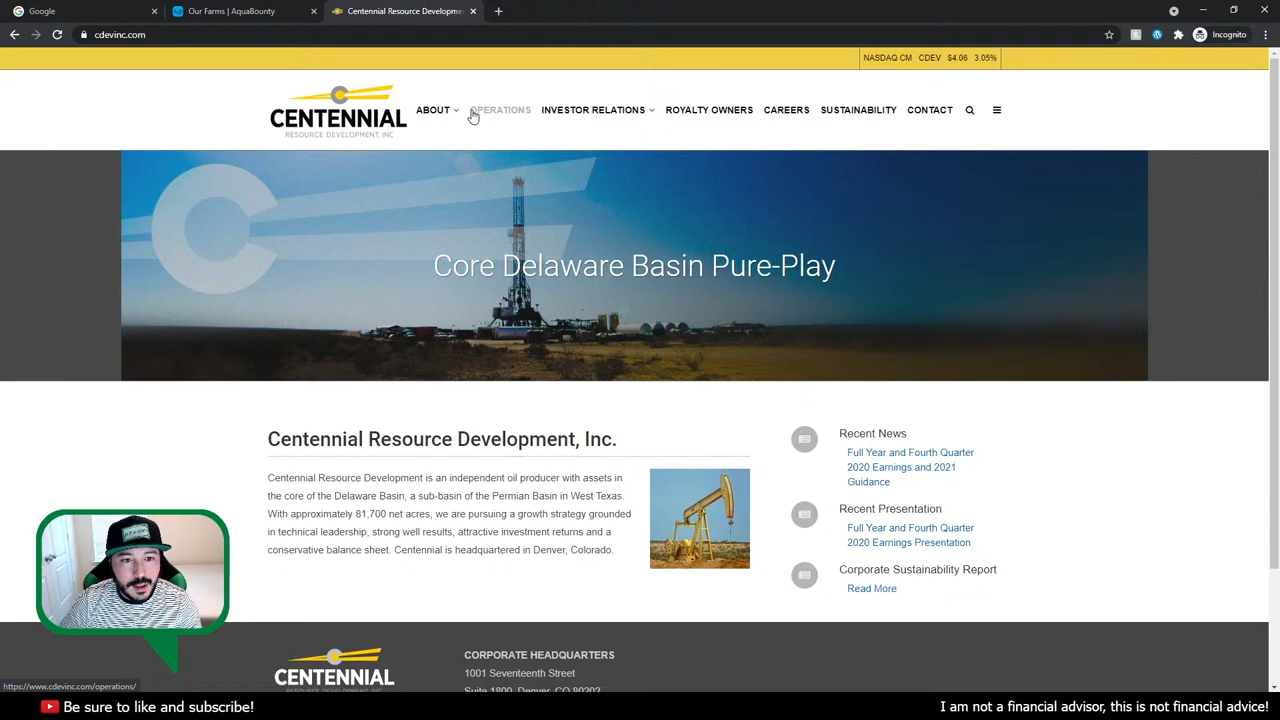 Google
Our Farms | AquaBounty
Centennial Resource Developme
cdevinc.com
Incognito
NASDAQ CM CDEV $4.06 3.05%
CENTENNIAL
RESOURCE DEVELOPMENT, INC
ABOUT OPERATIONS INVESTOR RELATIONS ROYALTY OWNERS CAREERS SUSTAINABILITY CONTACT
Core Delaware Basin Pure-Play
Centennial Resource Development, Inc.
Centennial Resource Development is an independent oil producer with assets in
the core of the Delaware Basin, a sub-basin of the Permian Basin in West Texas.
With approximately 81,700 net acres, we are pursuing a growth strategy grounded
in technical leadership, strong well results, attractive investment returns and a
conservative balance sheet. Centennial is headquartered in Denver, Colorado.
Recent News
Full Year and Fourth Quarter
2020 Earnings and 2021
Guidance
Recent Presentation
Full Year and Fourth Quarter
2020 Earnings Presentation
Corporate Sustainability Report
Read More
CENTENNIAL
RESOURCE DEVELOPMENT, INC
CORPORATE HEADQUARTERS
1001 Seventeenth Street
Suite 1800, Denver, CO 80202
https://www.cdevinc.com/operations/
Be sure to like and subscribe!
I am not a financial advisor, this is not financial advice!